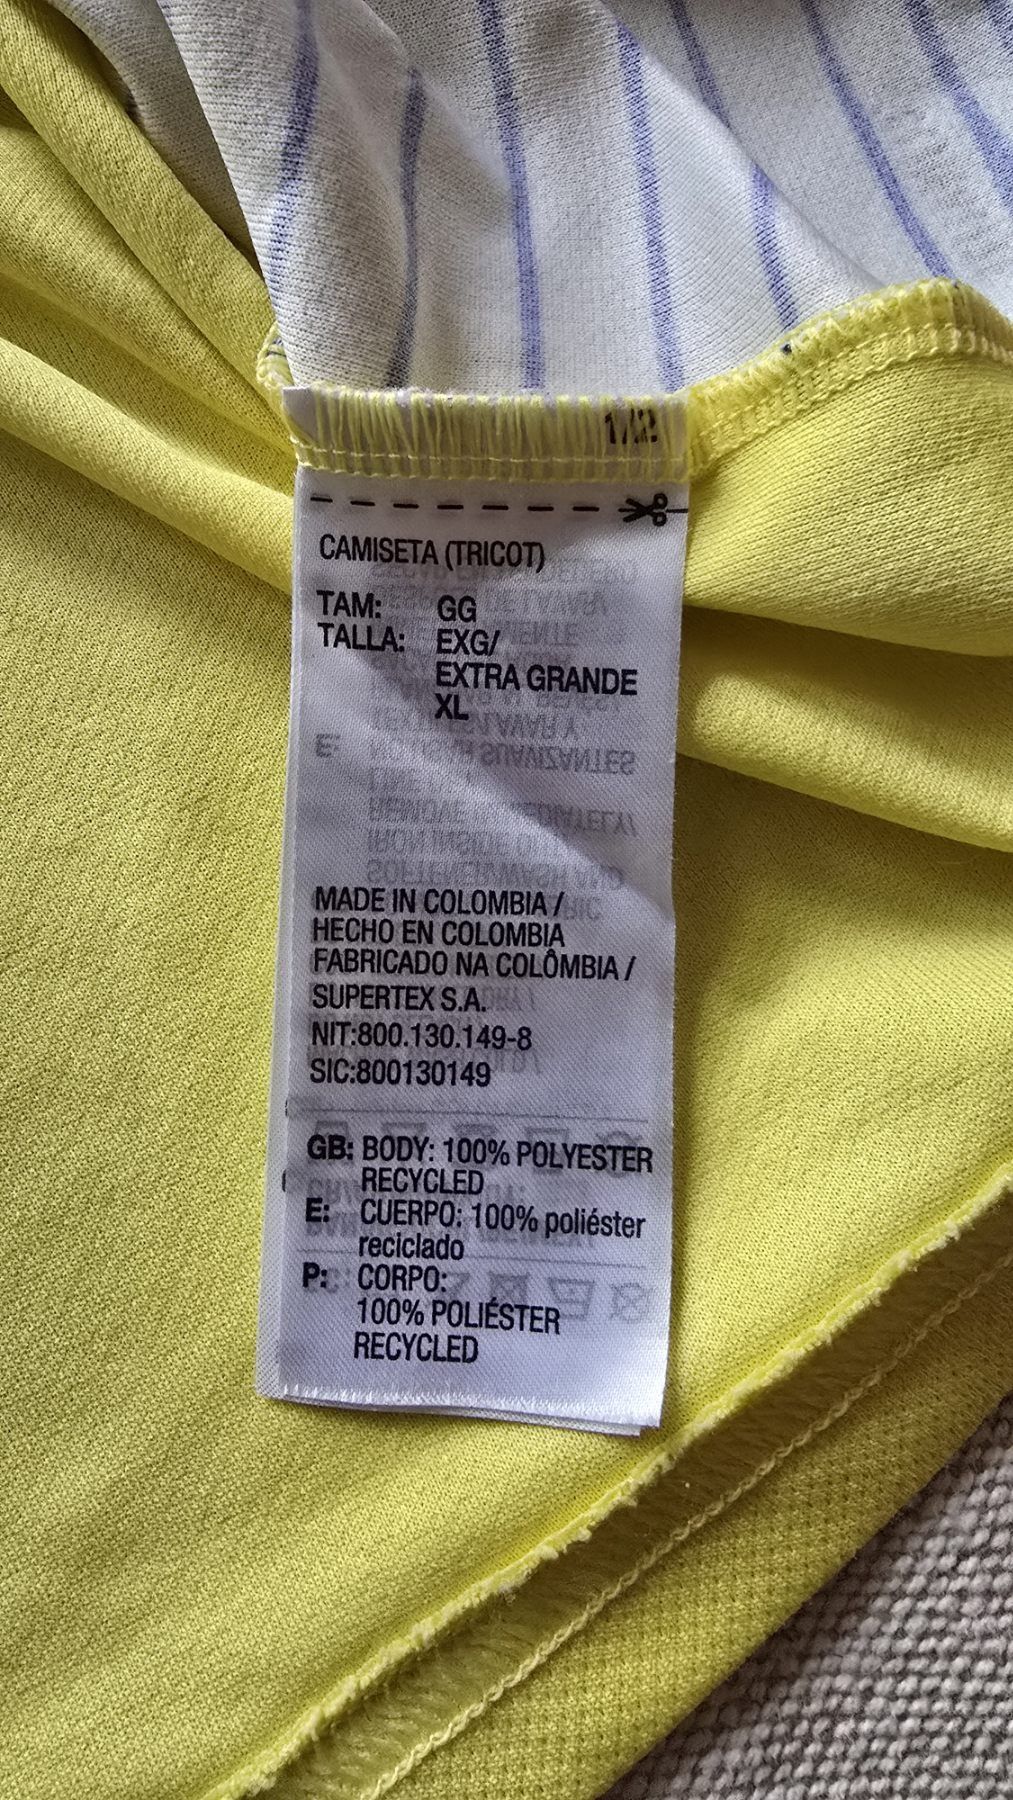 1/2
CAMISETA (TRICOT)
TAM: GG
TALLA: EXG/
EXTRA GRANDE
XL
MADE IN COLOMBIA /
HECHO EN COLOMBIA
FABRICADO NA COLÔMBIA /
SUPERTEX S.A.
NIT:800.130.149-8
SIC:800130149
GB: BODY: 100% POLYESTER
RECYCLED
E: CUERPO: 100% poliéster
reciclado
P: CORPO:
100% POLIÉSTER
RECYCLED